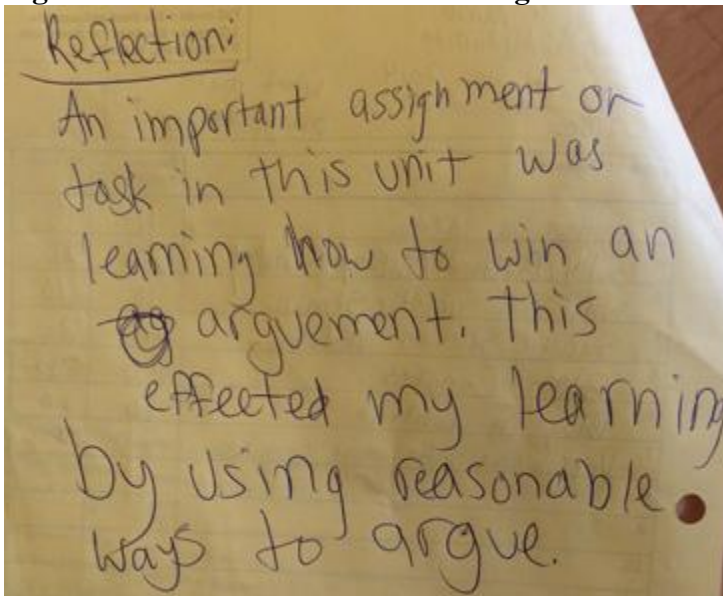 Reflection:
An important assignment or
task in this unit was
learning how to win an
arguement. This
effected my learning
by using reasonable
ways to argue.